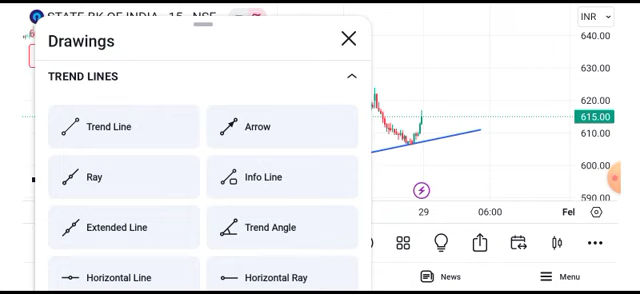 STATE BK OF INDIA · 15 · NSE
INR
Drawings
TREND LINES
Trend Line
Arrow
Ray
Info Line
Extended Line
Trend Angle
Horizontal Line
Horizontal Ray
640.00
630.00
620.00
615.00
610.00
600.00
590.00
29
06:00
Fel
News
Menu